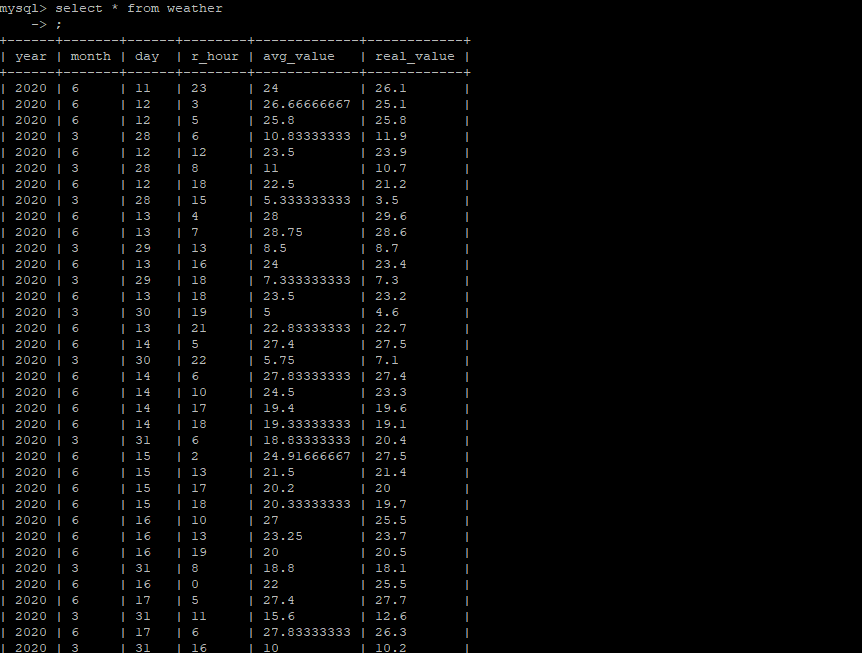 mysql> select * from weather
    -> ;
+------+-------+------+--------+-------------+------------+
| year | month | day  | r_hour | avg_value   | real_value |
+------+-------+------+--------+-------------+------------+
| 2020 | 6     | 11   | 23     | 24          | 26.1       |
| 2020 | 6     | 12   | 3      | 26.66666667 | 25.1       |
| 2020 | 6     | 12   | 5      | 25.8        | 25.8       |
| 2020 | 3     | 28   | 6      | 10.83333333 | 11.9       |
| 2020 | 6     | 12   | 12     | 23.5        | 23.9       |
| 2020 | 3     | 28   | 8      | 11          | 10.7       |
| 2020 | 6     | 12   | 18     | 22.5        | 21.2       |
| 2020 | 3     | 28   | 15     | 5.333333333 | 3.5        |
| 2020 | 6     | 13   | 4      | 28          | 29.6       |
| 2020 | 6     | 13   | 7      | 28.75       | 28.6       |
| 2020 | 3     | 29   | 13     | 8.5         | 8.7        |
| 2020 | 6     | 13   | 16     | 24          | 23.4       |
| 2020 | 3     | 29   | 18     | 7.333333333 | 7.3        |
| 2020 | 6     | 13   | 18     | 23.5        | 23.2       |
| 2020 | 3     | 30   | 19     | 5           | 4.6        |
| 2020 | 6     | 13   | 21     | 22.83333333 | 22.7       |
| 2020 | 6     | 14   | 5      | 27.4        | 27.5       |
| 2020 | 3     | 30   | 22     | 5.75        | 7.1        |
| 2020 | 6     | 14   | 6      | 27.83333333 | 27.4       |
| 2020 | 6     | 14   | 10     | 24.5        | 23.3       |
| 2020 | 6     | 14   | 17     | 19.4        | 19.6       |
| 2020 | 6     | 14   | 18     | 19.33333333 | 19.1       |
| 2020 | 3     | 31   | 6      | 18.83333333 | 20.4       |
| 2020 | 6     | 15   | 2      | 24.91666667 | 27.5       |
| 2020 | 6     | 15   | 13     | 21.5        | 21.4       |
| 2020 | 6     | 15   | 17     | 20.2        | 20         |
| 2020 | 6     | 15   | 18     | 20.33333333 | 19.7       |
| 2020 | 6     | 16   | 10     | 27          | 25.5       |
| 2020 | 6     | 16   | 13     | 23.25       | 23.7       |
| 2020 | 6     | 16   | 19     | 20          | 20.5       |
| 2020 | 3     | 31   | 8      | 18.8        | 18.1       |
| 2020 | 6     | 16   | 0      | 22          | 25.5       |
| 2020 | 6     | 17   | 5      | 27.4        | 27.7       |
| 2020 | 3     | 31   | 11     | 15.6        | 12.6       |
| 2020 | 6     | 17   | 6      | 27.83333333 | 26.3       |
| 2020 | 3     | 31   | 16     | 10          | 10.2       |